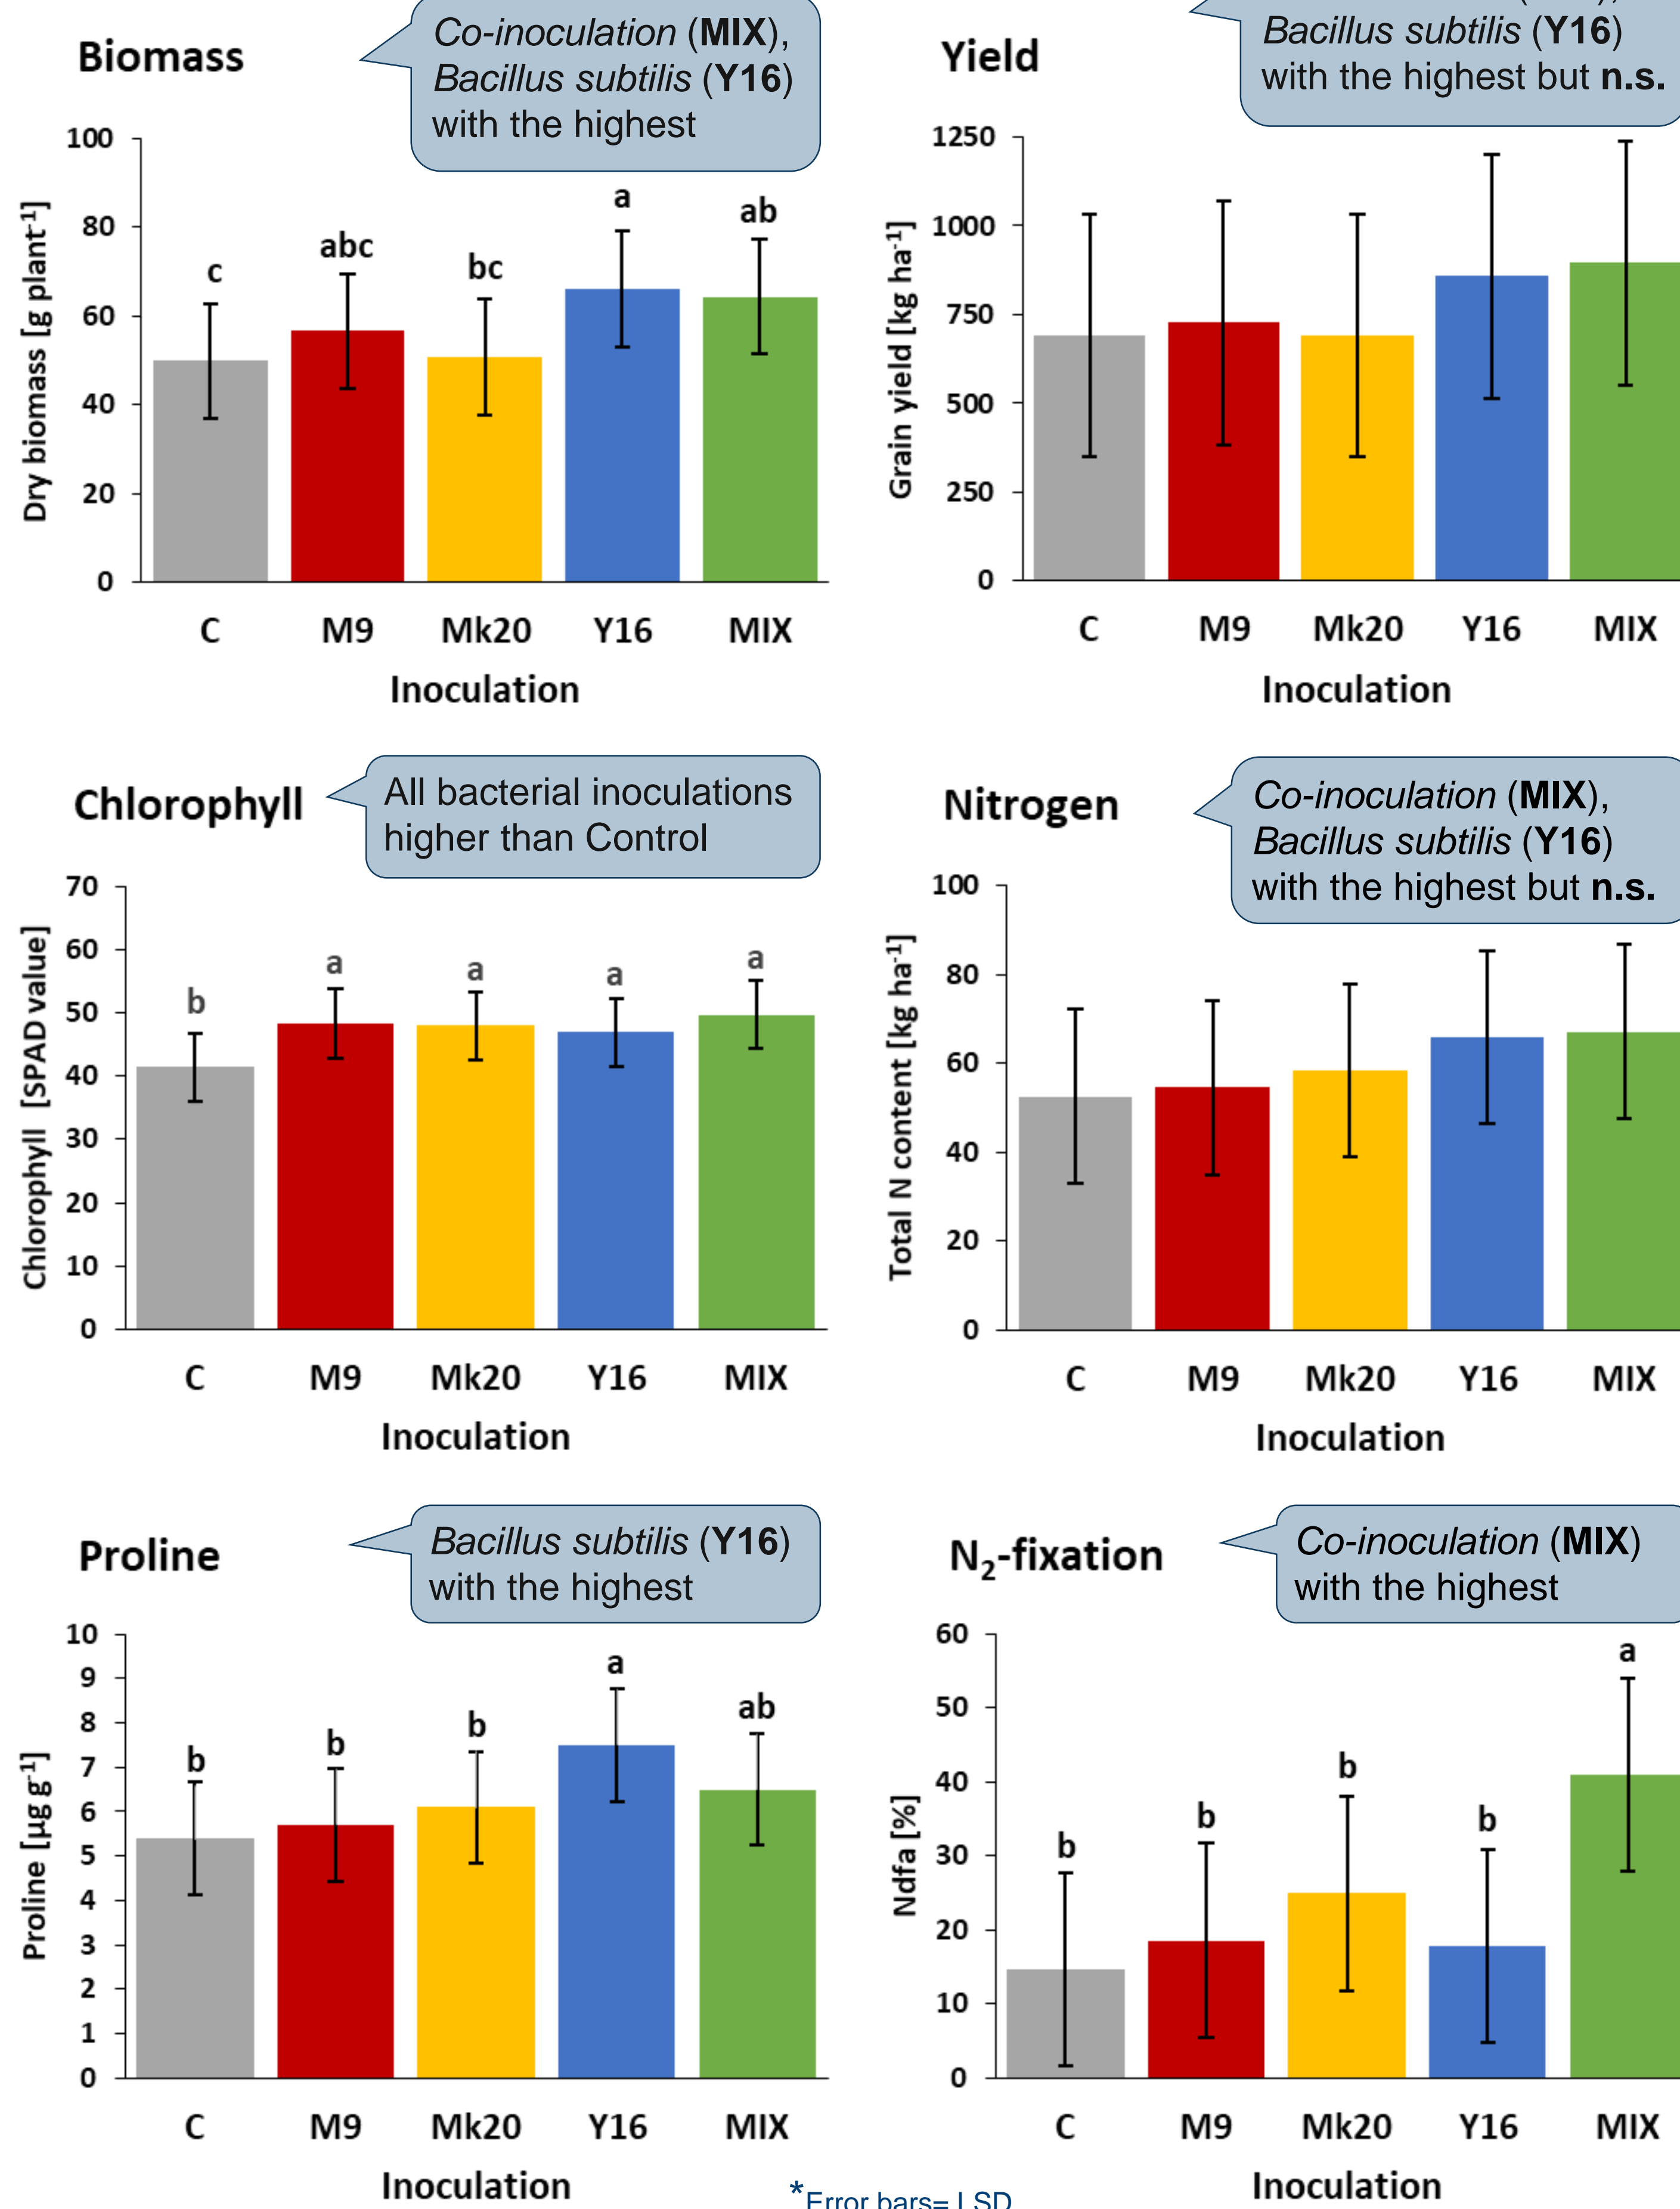 Biomass
Co-inoculation (MIX),
Bacillus subtilis (Y16)
with the highest
100
80
60
40
20
0
Dry biomass [g plant-1]
c
abc
bc
a
ab
C M9 Mk20 Y16 MIX
Inoculation
Yield
Bacillus subtilis (Y16)
with the highest but n.s.
1250
1000
750
500
250
0
Grain yield [kg ha-1]
C M9 Mk20 Y16 MIX
Inoculation
Chlorophyll
All bacterial inoculations
higher than Control
70
60
50
40
30
20
10
0
Chlorophyll [SPAD value]
b
a
a
a
a
C M9 Mk20 Y16 MIX
Inoculation
Nitrogen
Co-inoculation (MIX),
Bacillus subtilis (Y16)
with the highest but n.s.
100
80
60
40
20
0
Total N content [kg ha-1]
C M9 Mk20 Y16 MIX
Inoculation
Proline
Bacillus subtilis (Y16)
with the highest
10
9
8
7
6
5
4
3
2
1
0
Proline [µg g-1]
b
b
b
a
ab
C M9 Mk20 Y16 MIX
Inoculation
N2-fixation
Co-inoculation (MIX)
with the highest
60
50
40
30
20
10
0
Ndfa [%]
b
b
b
b
a
C M9 Mk20 Y16 MIX
Inoculation
*Error bars= LSD